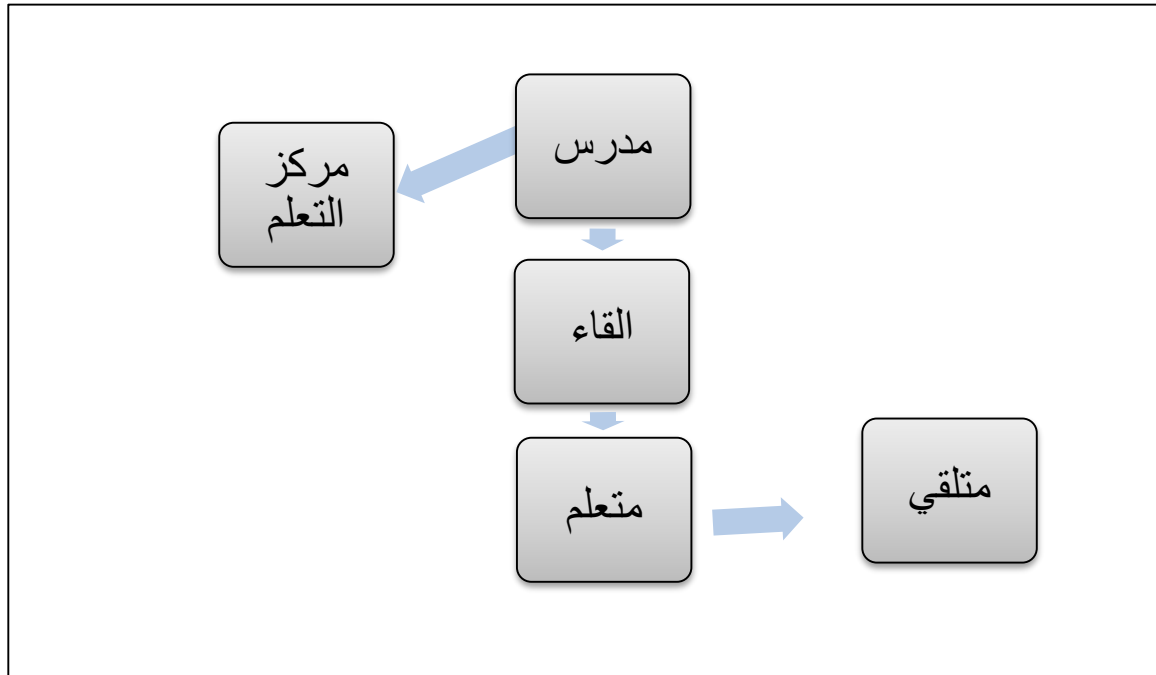 مدرس
مركز
التعلم
القاء
متعلم
متلقي